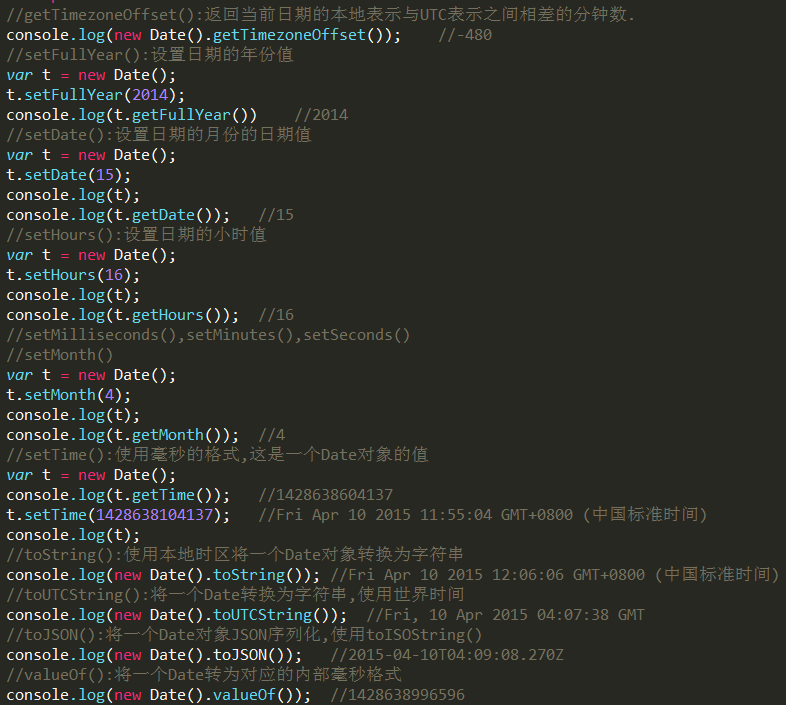 //getTimezoneOffset():返回当前日期的本地表示与UTC表示之间相差的分钟数.
console.log(new Date().getTimezoneOffset());    //-480
//setFullYear():设置日期的年份值
var t = new Date();
t.setFullYear(2014);
console.log(t.getFullYear())    //2014
//setDate():设置日期的月份的日期值
var t = new Date();
t.setDate(15);
console.log(t);
console.log(t.getDate());   //15
//setHours():设置日期的小时值
var t = new Date();
t.setHours(16);
console.log(t);
console.log(t.getHours());  //16
//setMilliseconds(),setMinutes(),setSeconds()
//setMonth()
var t = new Date();
t.setMonth(4);
console.log(t);
console.log(t.getMonth());  //4
//setTime():使用毫秒的格式,这是一个Date对象的值
var t = new Date();
console.log(t.getTime());   //1428638604137
t.setTime(1428638104137);   //Fri Apr 10 2015 11:55:04 GMT+0800 (中国标准时间)
console.log(t);
//toString():使用本地时区将一个Date对象转换为字符串
console.log(new Date().toString()); //Fri Apr 10 2015 12:06:06 GMT+0800 (中国标准时间)
//toUTCString():将一个Date转换为字符串,使用世界时间
console.log(new Date().toUTCString());  //Fri, 10 Apr 2015 04:07:38 GMT
//toJSON():将一个Date对象JSON序列化,使用toISOString()
console.log(new Date().toJSON());   //2015-04-10T04:09:08.270Z
//valueOf():将一个Date转为对应的内部毫秒格式
console.log(new Date().valueOf());  //1428638996596